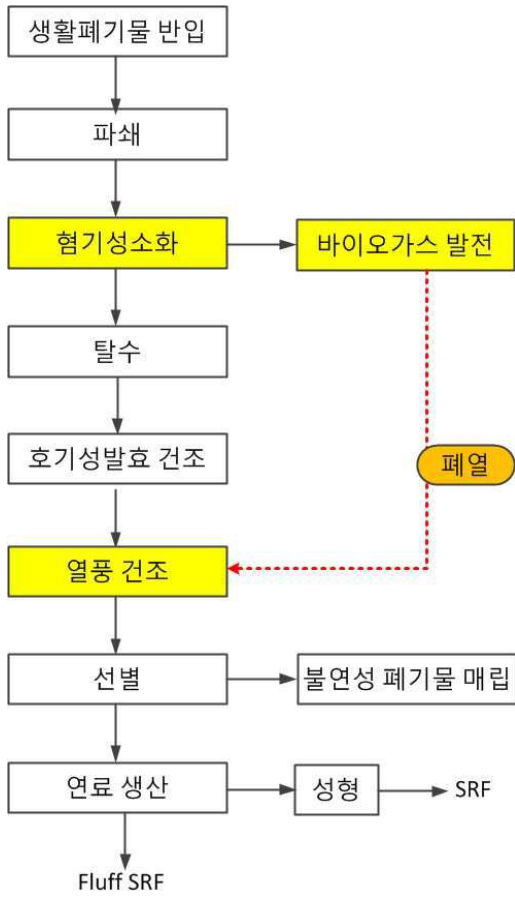 생활폐기물 반입
파쇄
혐기성소화
바이오가스 발전
탈수
호기성발효 건조
폐열
열풍 건조
선별
불연성 폐기물 매립
연료 생산
성형
SRF
Fluff SRF